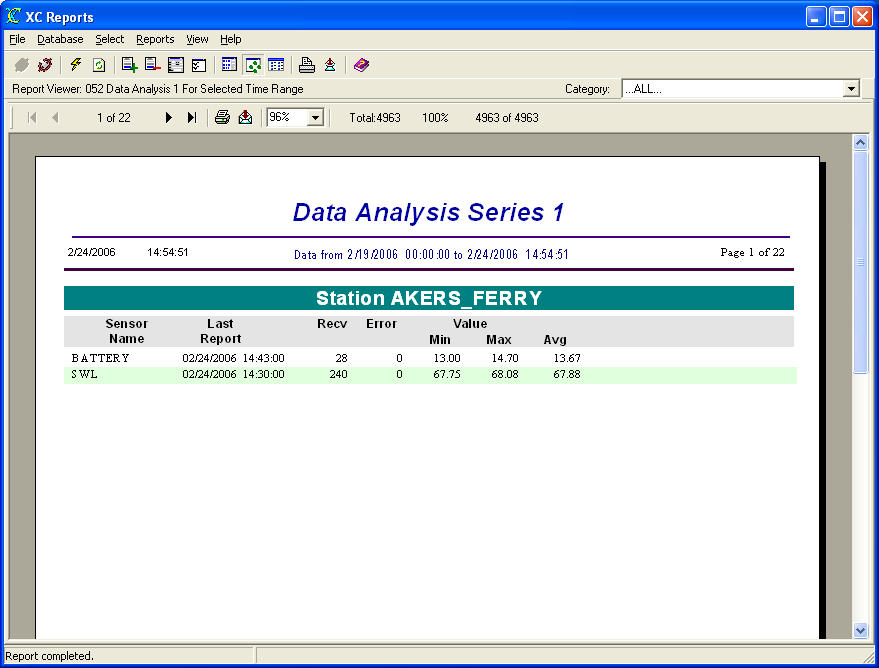 XC Reports
File Database Select Reports View Help
Report Viewer: 052 Data Analysis 1 For Selected Time Range Category: ...ALL...
1 of 22 96% Total:4963 100% 4963 of 4963
Data Analysis Series 1
2/24/2006 14:54:51 Data from 2/19/2006 00:00:00 to 2/24/2006 14:54:51 Page 1 of 22
Station AKERS_FERRY
Sensor Last Recv Error Value
Name Report Min Max Avg
BATTERY 02/24/2006 14:43:00 28 0 13.00 14.70 13.67
SWL 02/24/2006 14:30:00 240 0 67.75 68.08 67.88
Report completed.